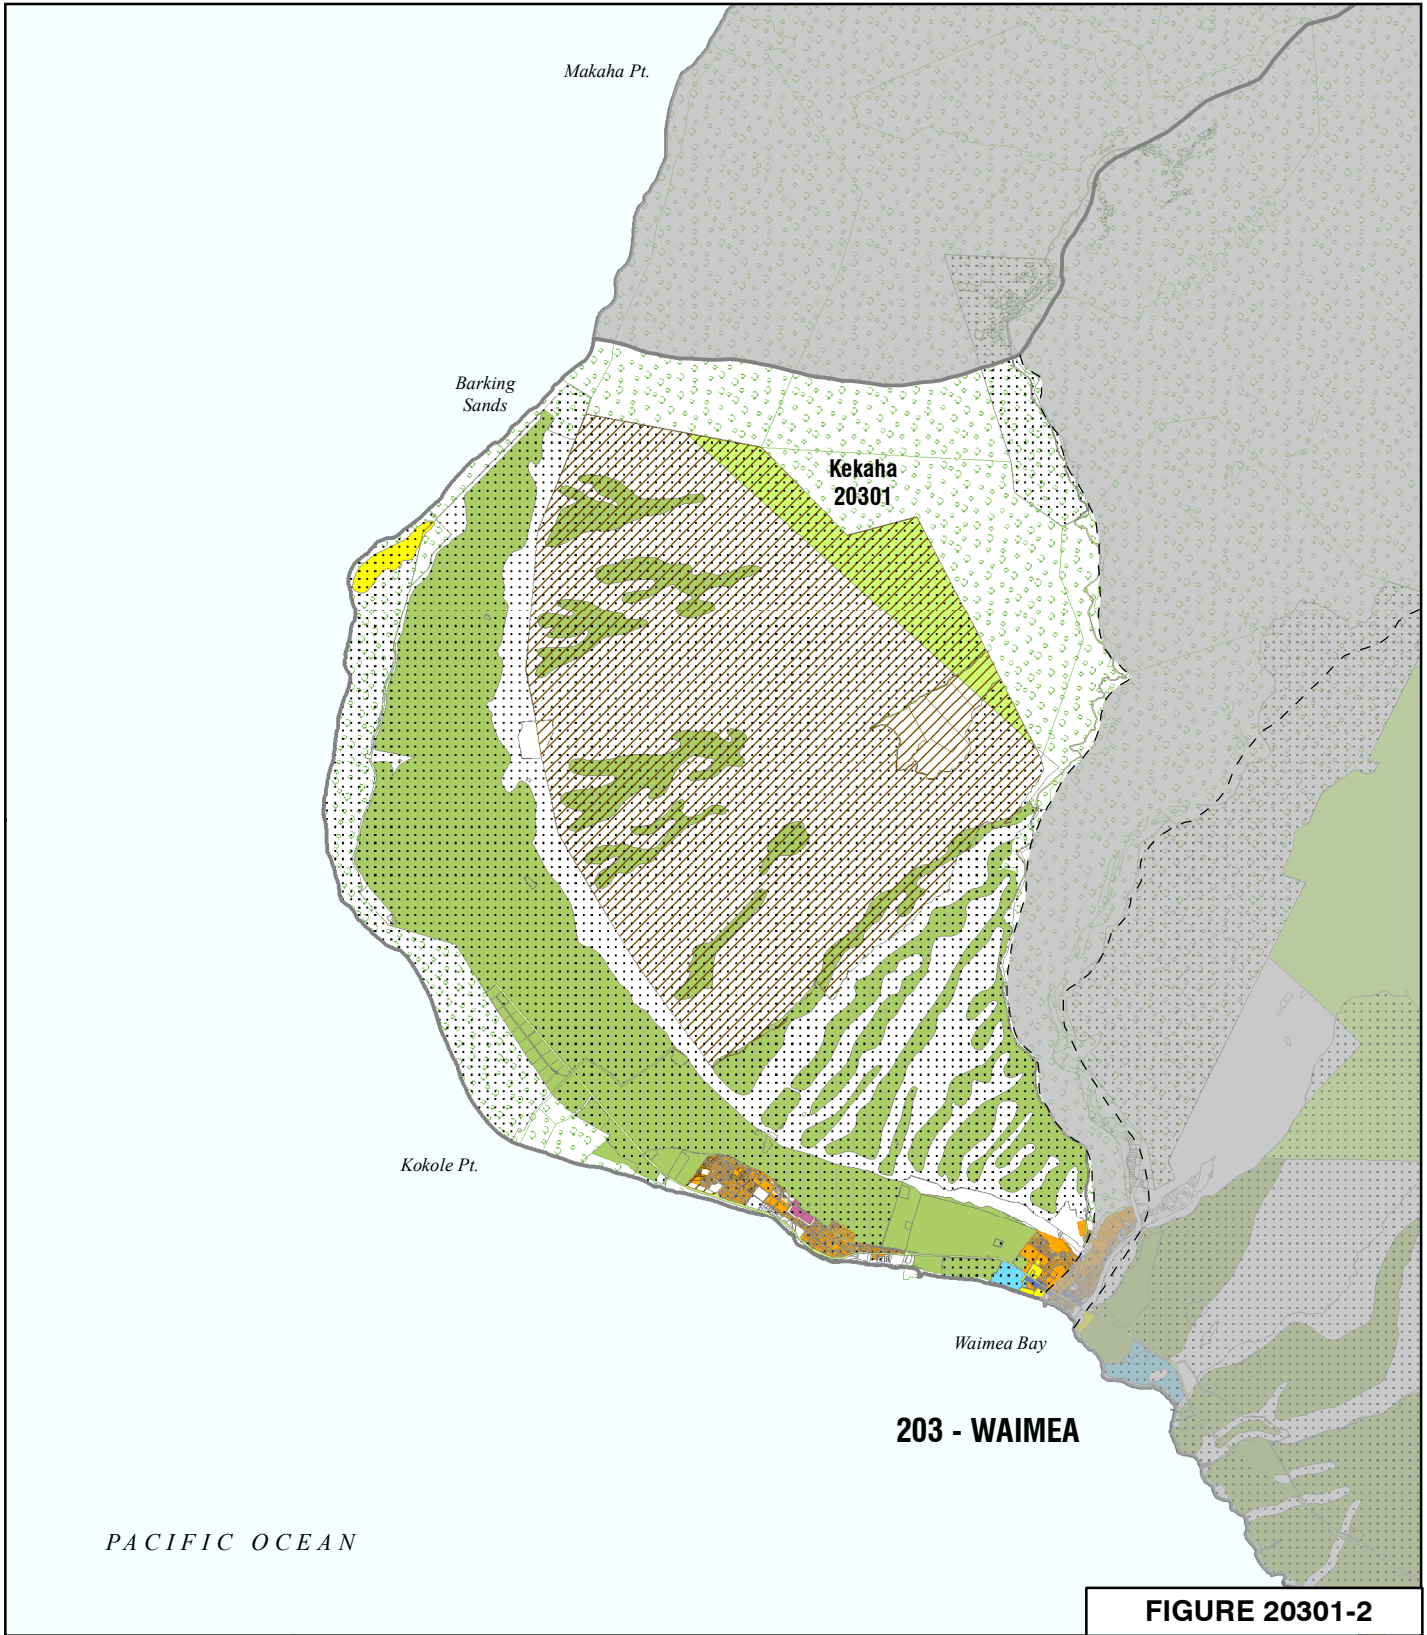 Makaha Pt.
Barking
Sands
Kekaha
20301
Kokole Pt.
Waimea Bay
203 - WAIMEA
PACIFIC OCEAN
FIGURE 20301-2